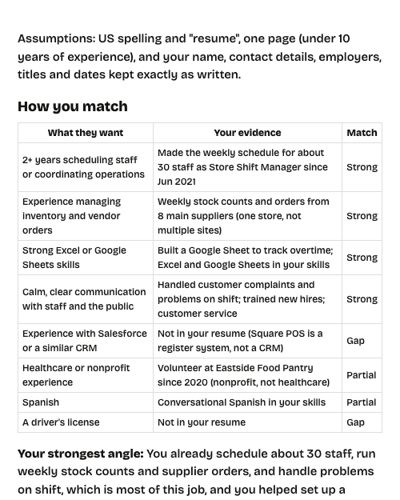 Assumptions: US spelling and "resume", one page (under 10
years of experience), and your name, contact details, employers,
titles and dates kept exactly as written.
How you match
What they want Your evidence Match
2+ years scheduling staff
or coordinating operations
Made the weekly schedule for about
30 staff as Store Shift Manager since
Jun 2021
Strong
Experience managing
inventory and vendor
orders
Weekly stock counts and orders from
8 main suppliers (one store, not
multiple sites)
Strong
Strong Excel or Google
Sheets skills
Built a Google Sheet to track overtime;
Excel and Google Sheets in your skills
Strong
Calm, clear communication
with staff and the public
Handled customer complaints and
problems on shift; trained new hires;
customer service
Strong
Experience with Salesforce
or a similar CRM
Not in your resume (Square POS is a
register system, not a CRM)
Gap
Healthcare or nonprofit
experience
Volunteer at Eastside Food Pantry
since 2020 (nonprofit, not healthcare)
Partial
Spanish
Conversational Spanish in your skills
Partial
A driver's license
Not in your resume
Gap
Your strongest angle: You already schedule about 30 staff, run
weekly stock counts and supplier orders, and handle problems
on shift, which is most of this job, and you helped set up a